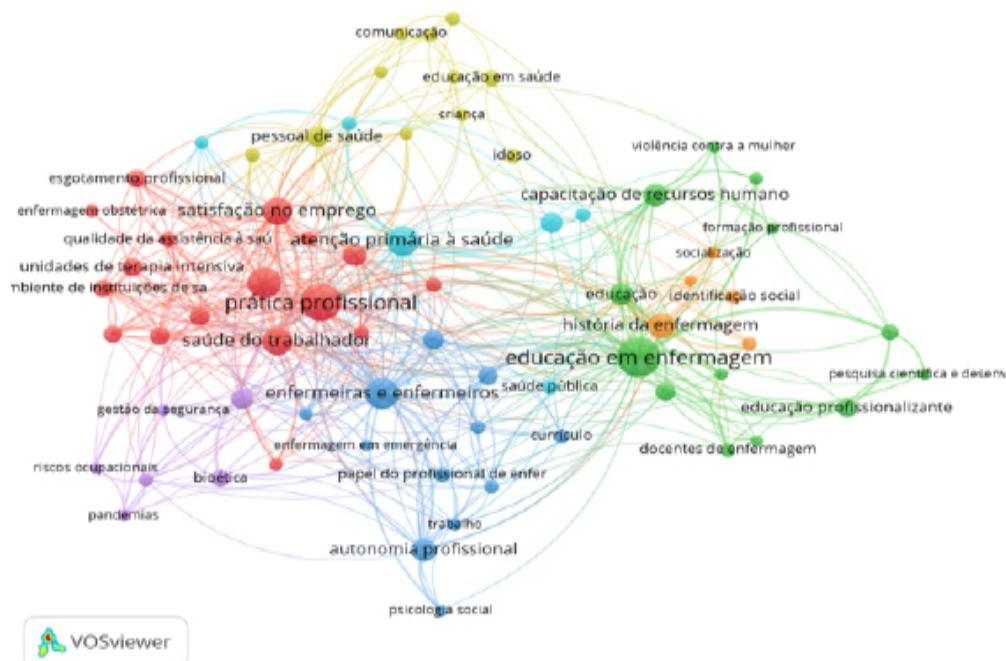 comunicação
educação em saúde
criança
pessoal de saúde
idoso
violência contra a mulher
esgotamento profissional
capacitação de recursos humano
enfermagem obstétrica
satisfação no emprego
formação profissional
qualidade da assistência à saú
atenção primária à saúde
socialização
unidades de terapia intensiva
ambiente de instituições de sa
educação
identificação social
prática profissional
história da enfermagem
saúde do trabalhador
educação em enfermagem
pesquisa científica e desenv
saúde pública
enfermeiras e enfermeiros
gestão da segurança
educação profissionalizante
currículo
enfermagem em emergência
docentes de enfermagem
riscos ocupacionais
bioética
papel do profissional de enfer
pandemias
trabalho
autonomia profissional
psicologia social
VOSviewer